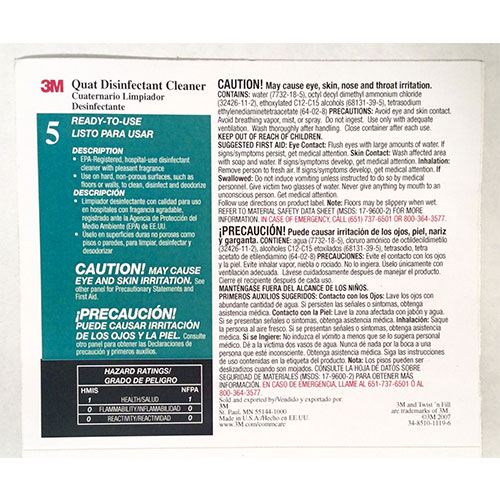 3M Quat Disinfectant Cleaner
Cuaternario Limpiador
Desinfectante
5
READY-TO-USE
LISTO PARA USAR
DESCRIPTION
• EPA-Registered, hospital-use disinfectant
cleaner with pleasant fragrance
• Use on hard, non-porous surfaces, such as
floors or walls, to clean, disinfect and deodorize
DESCRIPCIÓN
• Limpiador desinfectante con calidad para uso
en hospitales con fragancia agradable,
registrado ante la Agencia de Protección del
Medio Ambiente (EPA) de EE.UU.
• Úselo en superficies duras no porosas como
pisos o paredes, para limpiar, desinfectar y
desodorizar
CAUTION! MAY CAUSE
EYE AND SKIN IRRITATION. See
other panel for Precautionary Statements and
First Aid.
¡PRECAUCIÓN!
PUEDE CAUSAR IRRITACIÓN
DE LOS OJOS Y LA PIEL. Consulte
otro panel para obtener las Declaraciones de
precaución y primeros auxilios.
HAZARD RATINGS/
GRADO DE PELIGRO
HMIS NFPA
1 HEALTH/SALUD 1
0 FLAMMABILITY/INFLAMABILIDAD 0
0 REACTIVITY/REACTIVIDAD 0
CAUTION! May cause eye, skin, nose and throat irritation.
CONTAINS: water (7732-18-5), octyl decyl dimethyl ammonium chloride
(32426-11-2), ethoxylated C12-C15 alcohols (68131-39-5), tetrasodium
ethylenediaminetetraacetate (64-02-8) PRECAUTIONS: Avoid eye and skin contact.
Avoid breathing vapor, mist, or spray. Do not ingest. Use only with adequate
ventilation. Wash thoroughly after handling. Close container after each use.
KEEP OUT OF REACH OF CHILDREN.
SUGGESTED FIRST AID: Eye Contact: Flush eyes with large amounts of water. If
signs/symptoms persist, get medical attention. Skin Contact: Wash affected area
with soap and water. If signs/symptoms develop, get medical attention. Inhalation:
Remove person to fresh air. If signs/symptoms develop, get medical attention. If
Swallowed: Do not induce vomiting unless instructed to do so by medical
personnel. Give victim two glasses of water. Never give anything by mouth to an
unconscious person. Get medical attention.
Follow use directions on product label. Note: Floors may be slippery when wet.
REFER TO MATERIAL SAFETY DATA SHEET (MSDS: 17-9600-2) FOR MORE
INFORMATION. IN CASE OF EMERGENCY, CALL (651) 737-6501 OR 800-364-3577.
¡PRECAUCIÓN! Puede causar irritación de los ojos, piel, nariz
y garganta. CONTIENE: agua (7732-18-5), cloruro amónico de octildecildimetilo
(32426-11-2), alcoholes C12-C15 etoxilados (68131-39-5), tetrasodio, tetra
acetato de etilendiamino (64-02-8) PRECAUCIONES: Evite el contacto con los ojos
y la piel. Evite inhalar vapor, niebla o rociado. No lo ingiera. Úselo únicamente con
ventilación adecuada. Lávese cuidadosamente después de manejar el producto.
Cierre el recipiente después de cada uso.
MANTÉNGASE FUERA DEL ALCANCE DE LOS NIÑOS.
PRIMEROS AUXILIOS SUGERIDOS: Contacto con los Ojos: Lave los ojos con
abundante cantidad de agua. Si persisten las señales o síntomas, obtenga
asistencia médica. Contacto con la Piel: Lave la zona afectada con jabón y agua.
Si se presentan señales o síntomas, obtenga asistencia médica. Inhalación: Saque
la persona al aire fresco. Si se presentan señales o síntomas, obtenga asistencia
médica. Si se Ingiere: No induzca el vómito a menos que se lo sugiera personal
médico. De a la víctima dos vasos de agua. Nunca de nada por la boca a una
persona que este inconsciente. Obtenga asistencia médica. Siga las instrucciones
de uso contenidas en la etiqueta del producto. Nota: Los pisos pueden ser
deslizadizos cuando son mojados. CONSULTE LA HOJA DE DATOS SOBRE
SEGURIDAD DE MATERIALES (MSDS: 17-9600-2) PARA MÁS
INFORMACIÓN. EN CASO DE EMERGENCIA, LLAME AL 651-737-6501 Ó AL
800-364-3577.
Sold and exported by/Vendido y exportado por:
3M
St. Paul, MN 55144-1000
Made in U.S.A./Hecho en EE.UU.
www.3M.com/commcare
3M and Twist 'n Fill
are trademarks of 3M.
©3M 2007
34-8510-1119-6